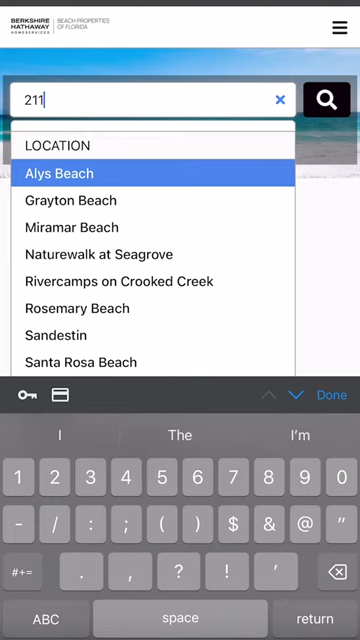 BERKSHIRE
HATHAWAY
HOMESERVICES
BEACH PROPERTIES
OF FLORIDA
211
LOCATION
Alys Beach
Grayton Beach
Miramar Beach
Naturewalk at Seagrove
Rivercamps on Crooked Creek
Rosemary Beach
Sandestin
Santa Rosa Beach
Done
I The I'm
1 2 3 4 5 6 7 8 9 0
- / : ; ( ) $ & @ "
#+= . , ? ! '
ABC space return